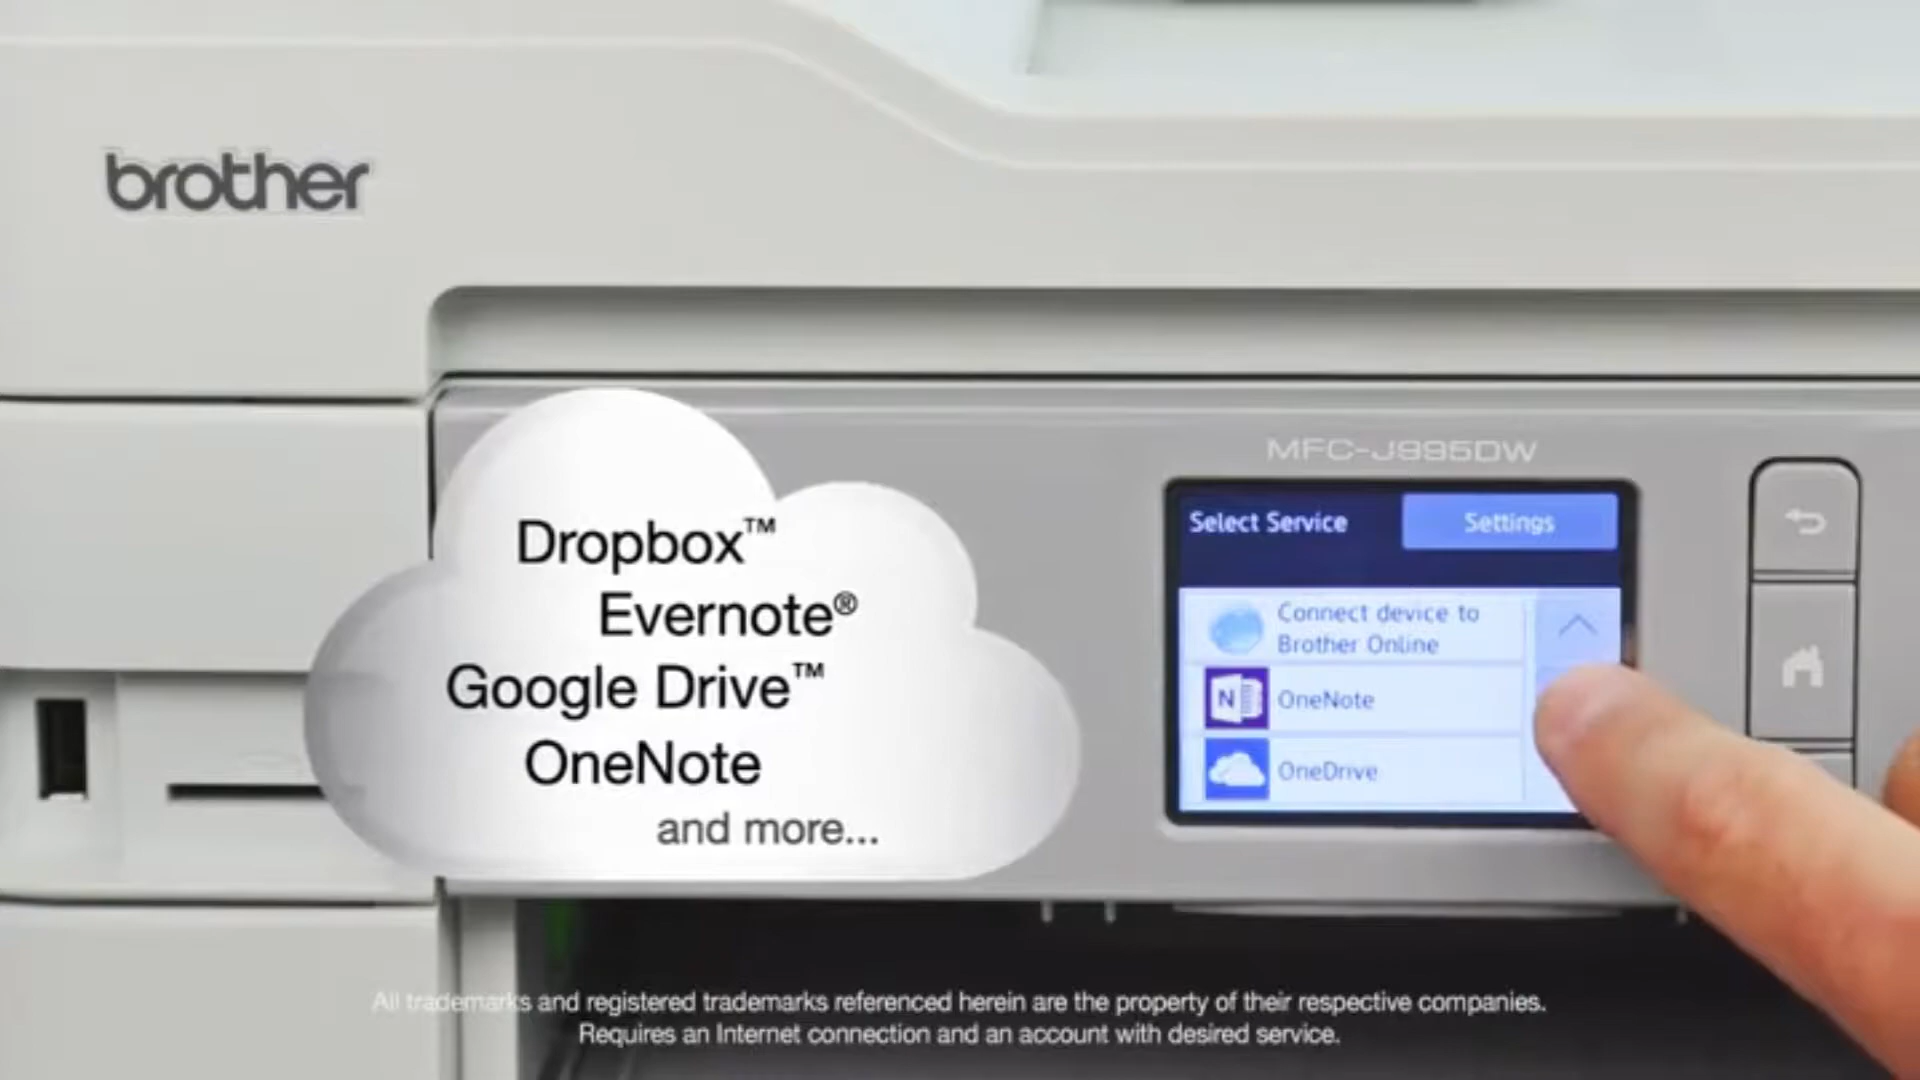 brother
MFC-J995DW
Select Service
Settings
Connect device to
Brother Online
N
OneNote
OneDrive
Dropbox™
Evernote®
Google Drive™
OneNote
and more...
All trademarks and registered trademarks referenced herein are the property of their respective companies.
Requires an Internet connection and an account with desired service.